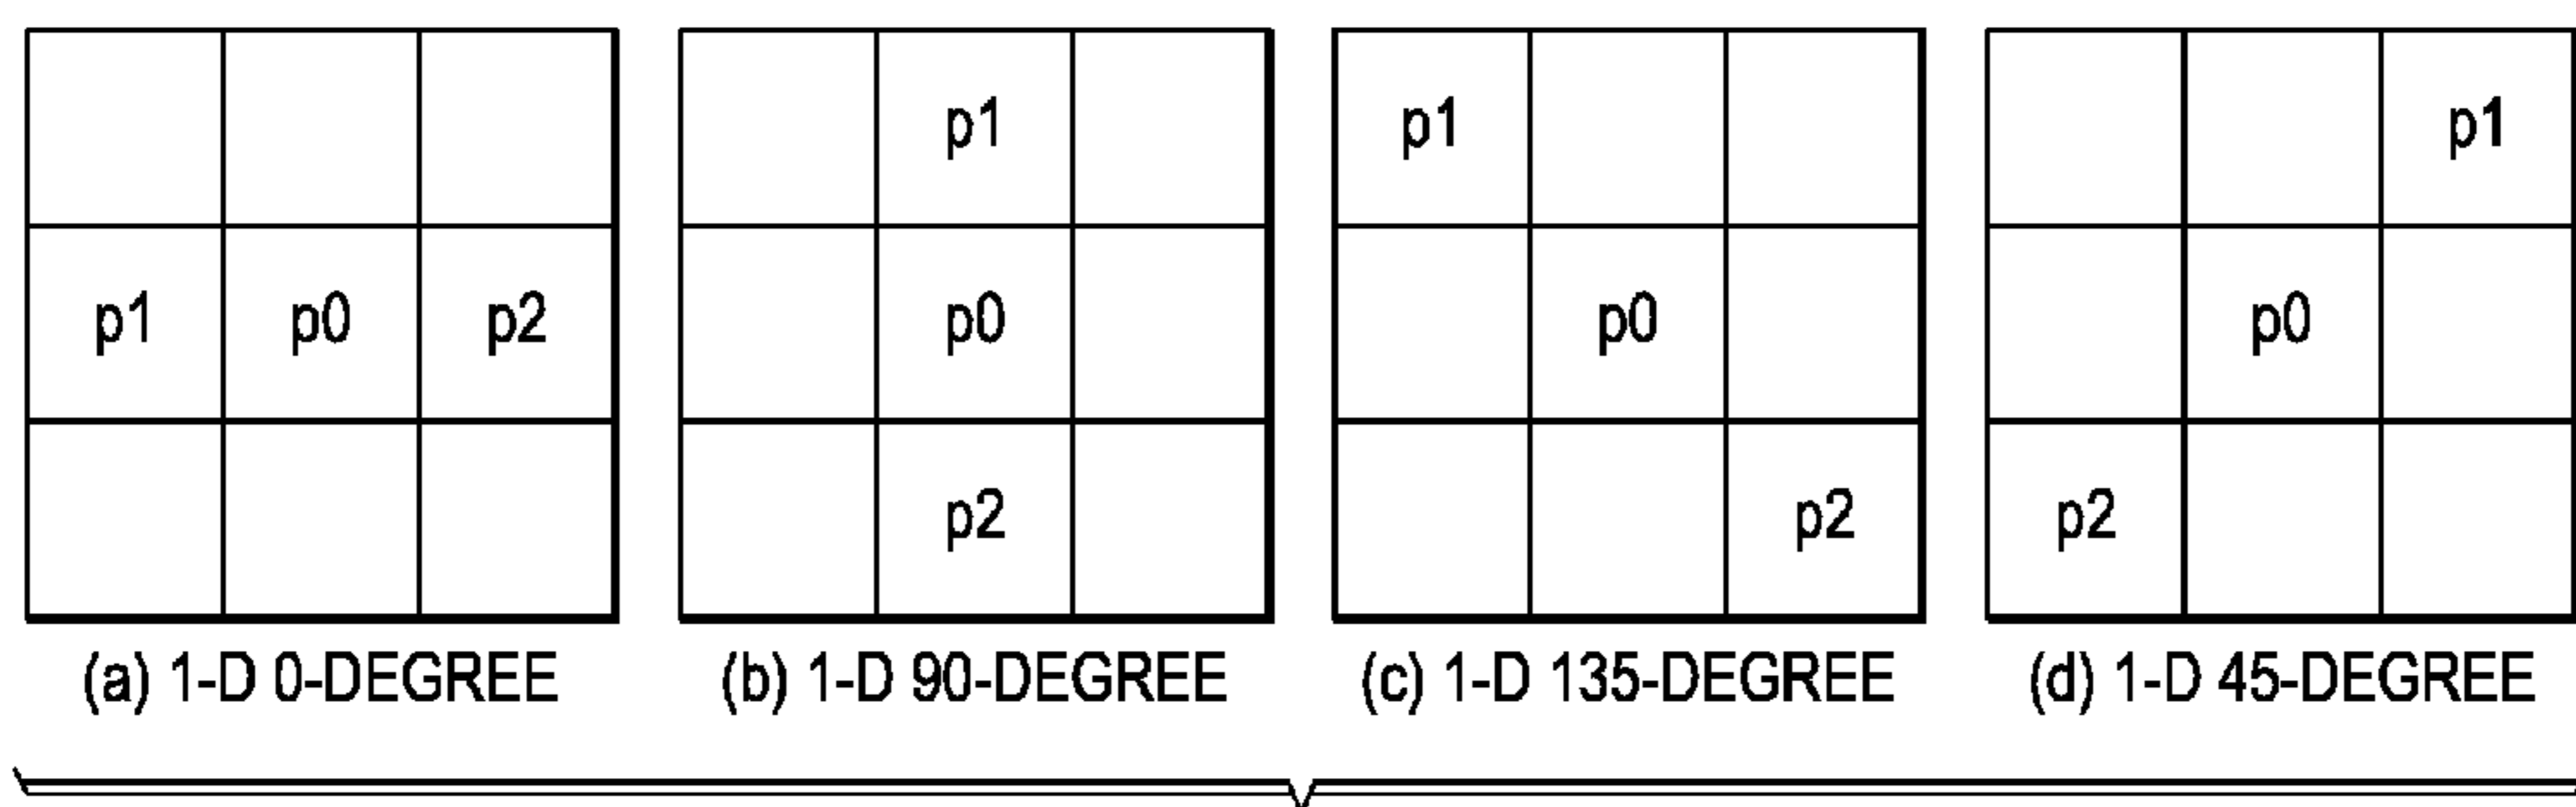 p1 p0 p2
(a) 1-D 0-DEGREE
p1
p0
p2
(b) 1-D 90-DEGREE
p1
p0
p2
(c) 1-D 135-DEGREE
p1
p0
p2
(d) 1-D 45-DEGREE